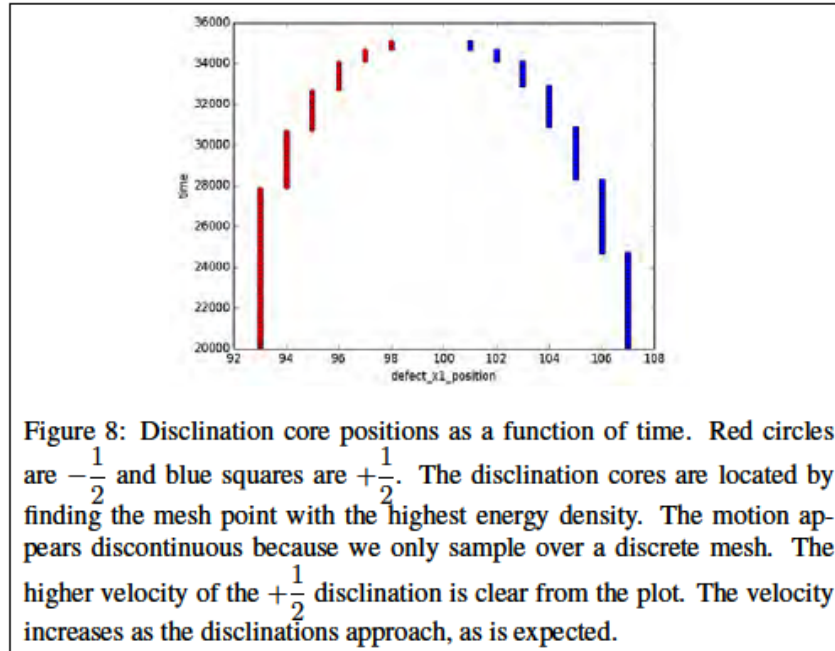 36000
34000
32000
30000
28000
26000
24000
22000
20000
time
92 94 96 98 100 102 104 106 108
defect_x1_position
Figure 8: Disclination core positions as a function of time. Red circles
are −1/2 and blue squares are +1/2. The disclination cores are located by
finding the mesh point with the highest energy density. The motion ap-
pears discontinuous because we only sample over a discrete mesh. The
higher velocity of the +1/2 disclination is clear from the plot. The velocity
increases as the disclinations approach, as is expected.